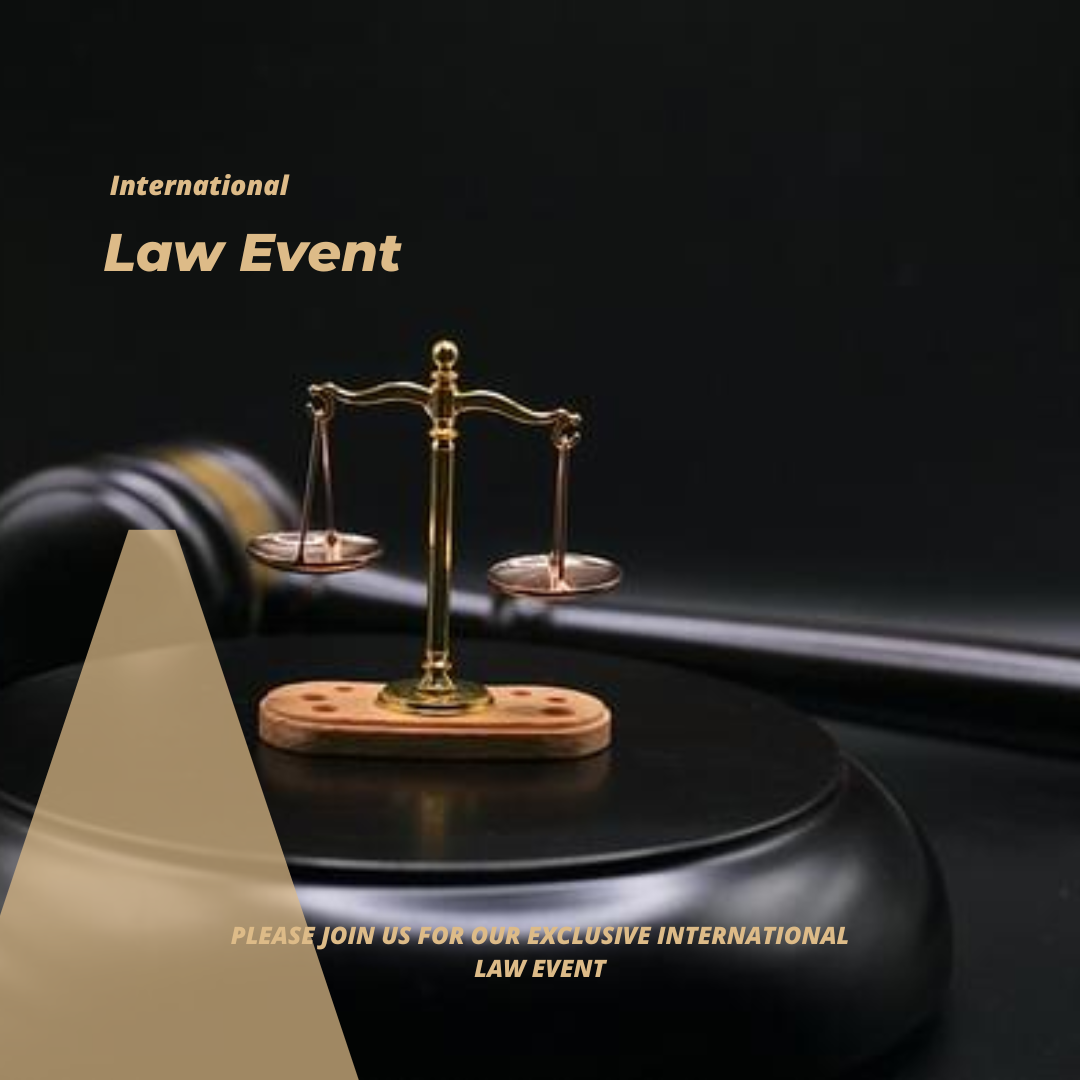 International
Law Event
PLEASE JOIN US FOR OUR EXCLUSIVE INTERNATIONAL
LAW EVENT